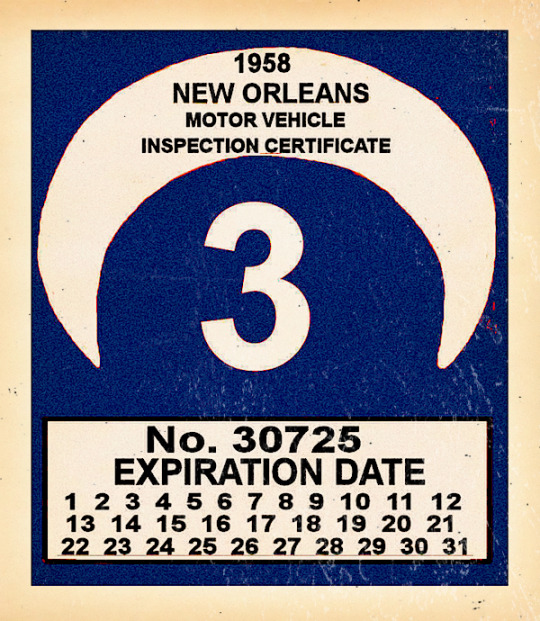 1958
NEW ORLEANS
MOTOR VEHICLE
INSPECTION CERTIFICATE
3
No. 30725
EXPIRATION DATE
1 2 3 4 5 6 7 8 9 10 11 12
13 14 15 16 17 18 19 20 21
22 23 24 25 26 27 28 29 30 31